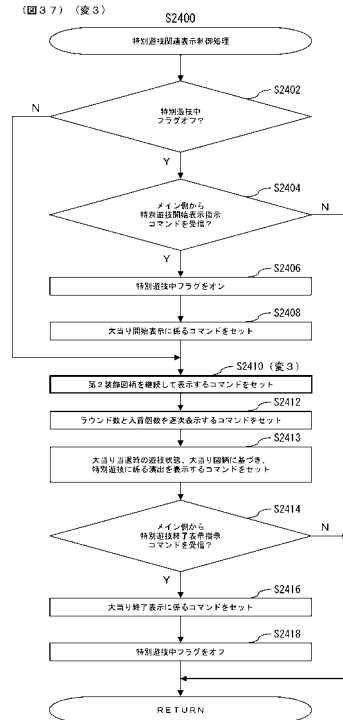 (図37) (変3)
S2400
特別遊技関連表示制御処理
S2402
特別遊技中
フラグオフ?
N
Y
S2404
メイン側から
特別遊技開始表示指示
コマンドを受信?
N
Y
S2406
特別遊技中フラグをオン
S2408
大当り開始表示に係るコマンドをセット
S2410 (変3)
第2装飾図柄を継続して表示するコマンドをセット
S2412
ラウンド数と入賞個数を逐次表示するコマンドをセット
S2413
大当り当選時の遊技状態、大当り図柄に基づき、
特別遊技に係る演出を表示するコマンドをセット
S2414
メイン側から
特別遊技終了表示指示
コマンドを受信?
N
Y
S2416
大当り終了表示に係るコマンドをセット
S2418
特別遊技中フラグをオフ
RETURN